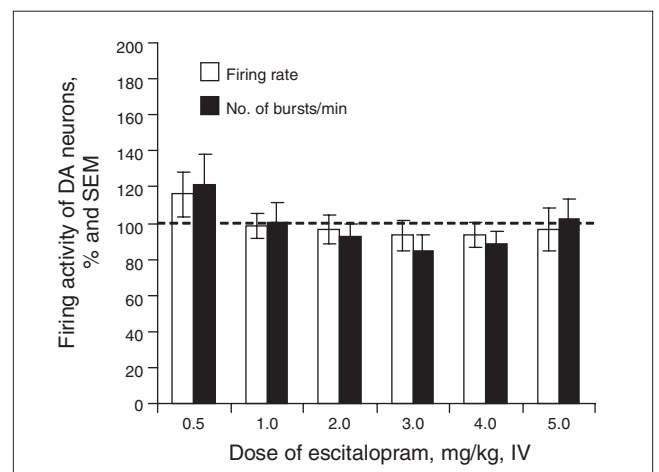 200
180
160
140
120
100
80
60
40
20
0
Firing activity of DA neurons,
% and SEM
Firing rate
No. of bursts/min
0.5 1.0 2.0 3.0 4.0 5.0
Dose of escitalopram, mg/kg, IV